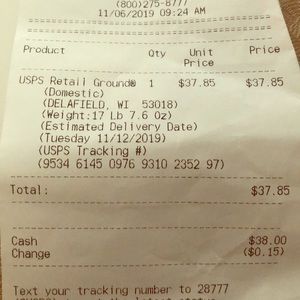 (800)275-8777
11/06/2019 09:24 AM
Product Qty Unit Price
Price
USPS Retail Ground® 1 $37.85 $37.85
(Domestic)
(DELAFIELD, WI 53018)
(Weight:17 Lb 7.6 Oz)
(Estimated Delivery Date)
(Tuesday 11/12/2019)
(USPS Tracking #)
(9534 6145 0976 9310 2352 97)
Total: $37.85
Cash $38.00
Change ($0.15)
Text your tracking number to 28777